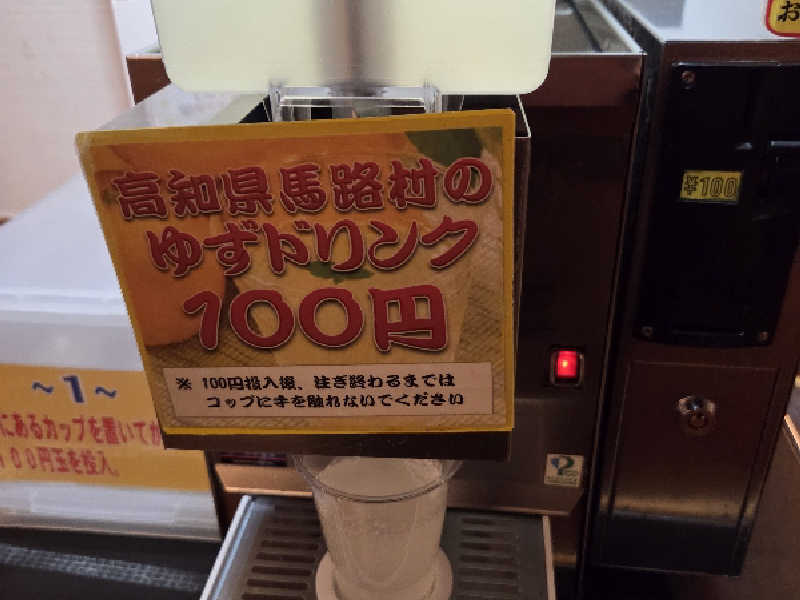 高知県馬路村の
ゆずドリンク
100円
※ 100円投入後、注ぎ終わるまでは
コップに手を触れないでください
¥100
お
～1～
にあるカップを置いてか
100円玉を投入